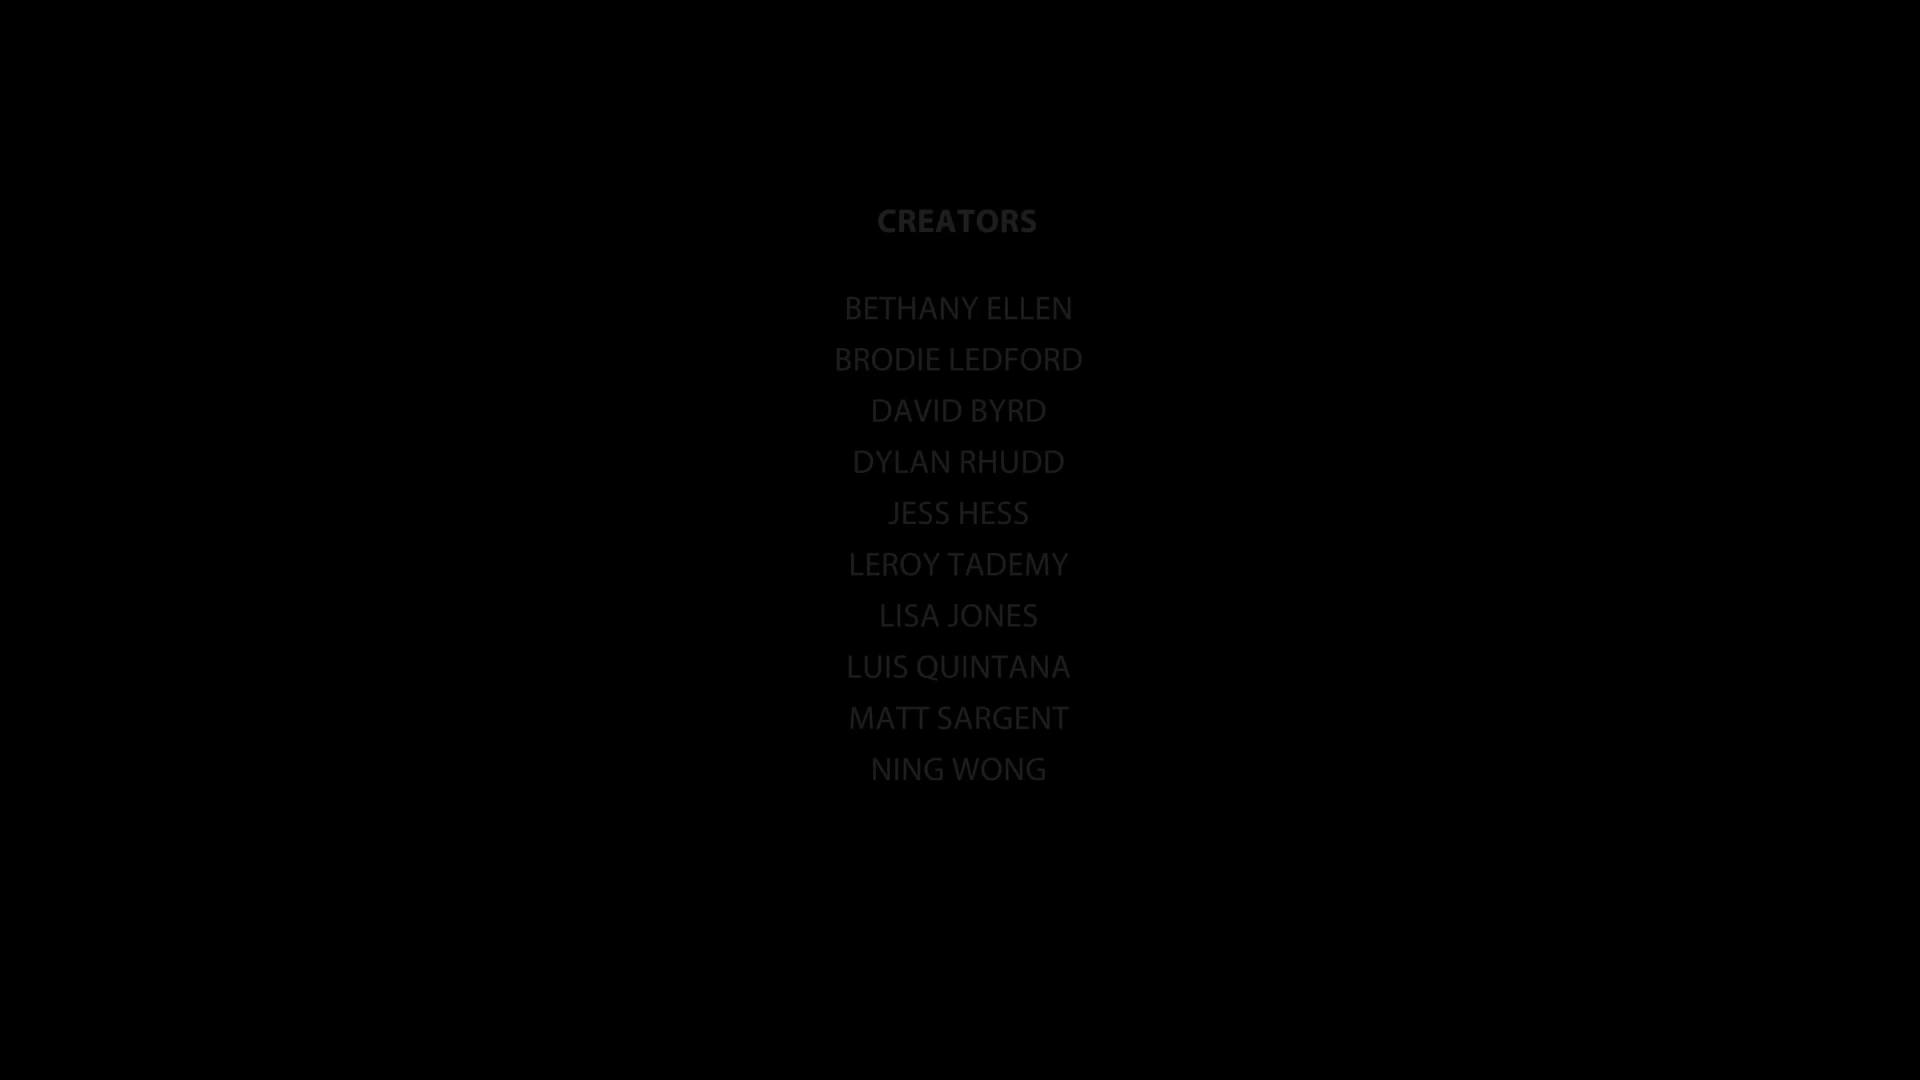 CREATORS
BETHANY ELLEN
BRODIE LEDFORD
DAVID BYRD
DYLAN RHUDD
JESS HESS
LEROY TADEMY
LISA JONES
LUIS QUINTANA
MATT SARGENT
NING WONG